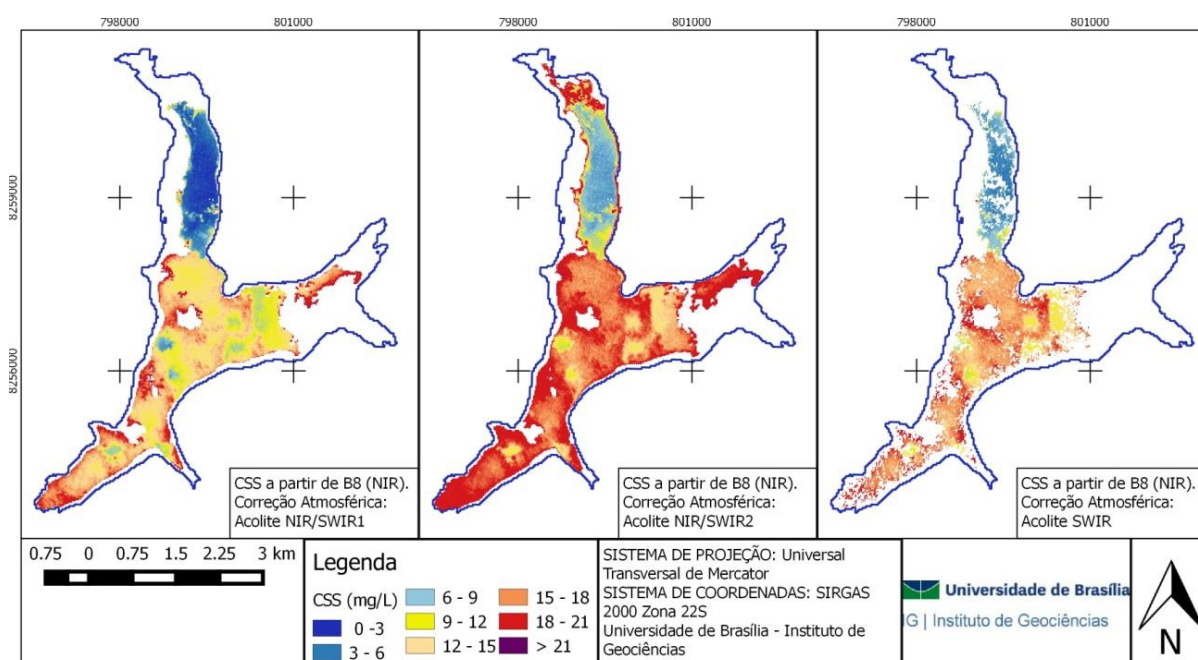 798000 801000 798000 801000 798000 801000
8259000
8256000
CSS a partir de B8 (NIR).
Correção Atmosférica:
Acolite NIR/SWIR1
CSS a partir de B8 (NIR).
Correção Atmosférica:
Acolite NIR/SWIR2
CSS a partir de B8 (NIR).
Correção Atmosférica:
Acolite SWIR
0.75 0 0.75 1.5 2.25 3 km
Legenda
CSS (mg/L)
0 -3
3 - 6
6 - 9
9 - 12
12 - 15
15 - 18
18 - 21
> 21
SISTEMA DE PROJEÇÃO: Universal
Transversal de Mercator
SISTEMA DE COORDENADAS: SIRGAS
2000 Zona 22S
Universidade de Brasília - Instituto de
Geociências
Universidade de Brasília
IG | Instituto de Geociências
N